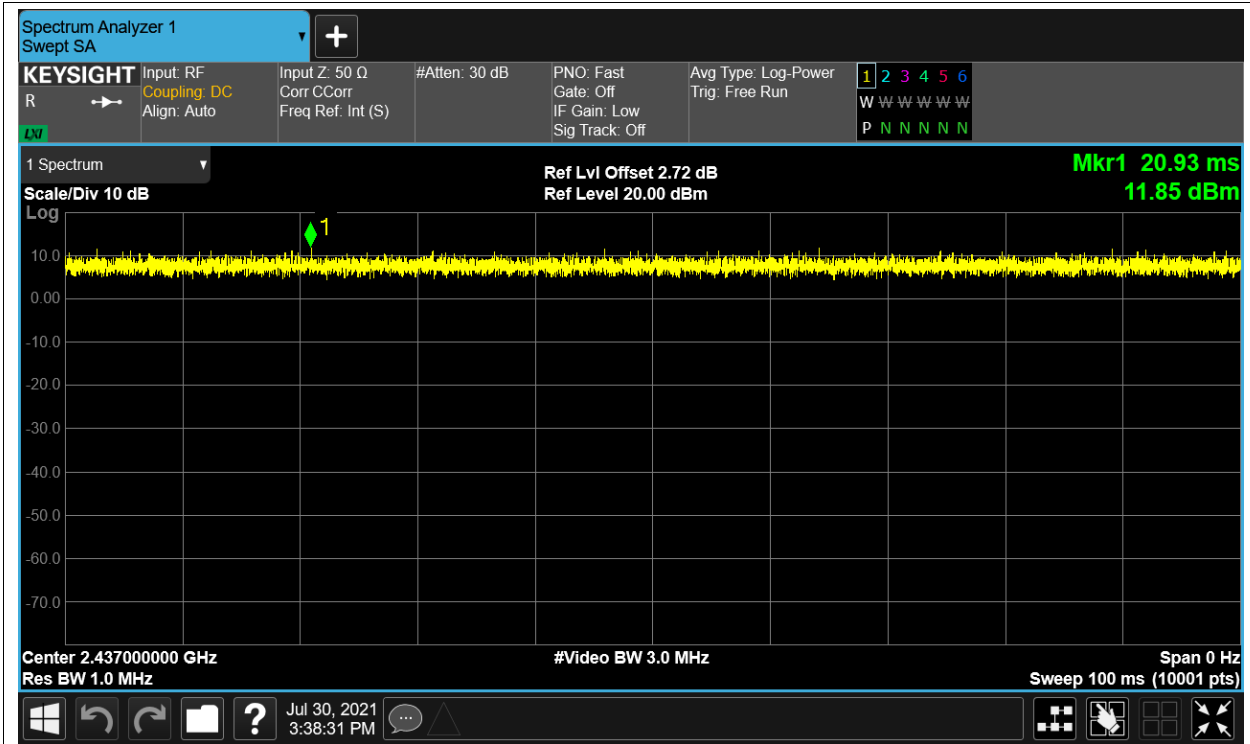 Spectrum Analyzer 1
Swept SA
+
KEYSIGHT
R
LXI
Input: RF
Coupling: DC
Align: Auto
Input Z: 50 Ω
Corr CCorr
Freq Ref: Int (S)
#Atten: 30 dB
PNO: Fast
Gate: Off
IF Gain: Low
Sig Track: Off
Avg Type: Log-Power
Trig: Free Run
1 2 3 4 5 6
W W W W W W
P N N N N N
1 Spectrum
Scale/Div 10 dB
Log
Ref Lvl Offset 2.72 dB
Ref Level 20.00 dBm
Mkr1 20.93 ms
11.85 dBm
1
10.0
0.00
-10.0
-20.0
-30.0
-40.0
-50.0
-60.0
-70.0
Center 2.437000000 GHz
Res BW 1.0 MHz
#Video BW 3.0 MHz
Span 0 Hz
Sweep 100 ms (10001 pts)
?
Jul 30, 2021
3:38:31 PM